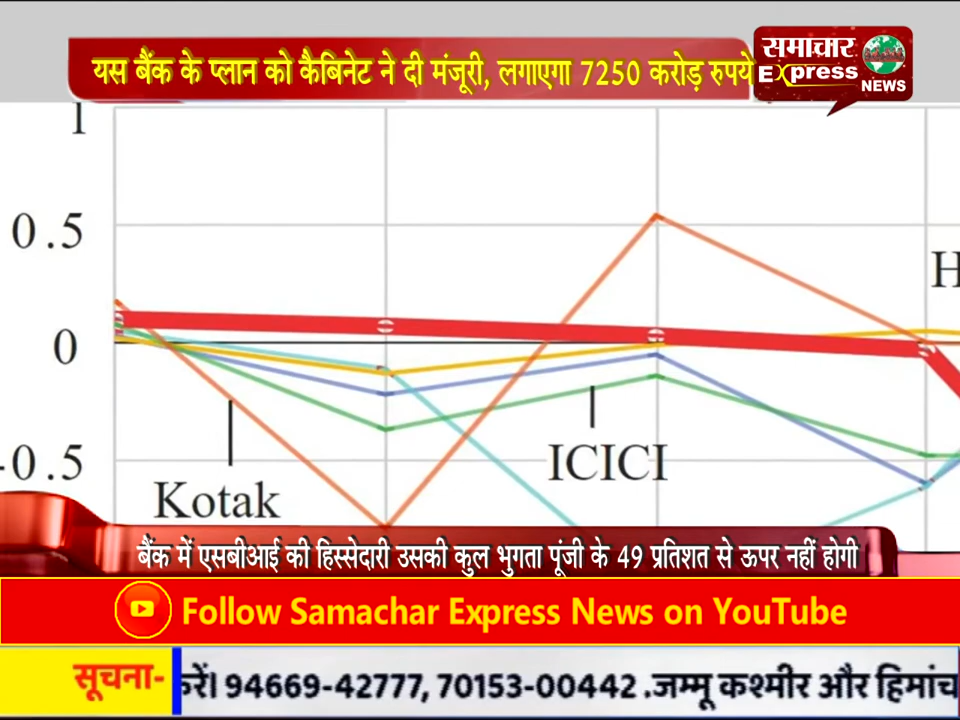 यस बैंक के प्लान को कैबिनेट ने दी मंजूरी, लगाएगा 7250 करोड़ रुपये
समाचार
Express
NEWS
1
0.5
H
0
-0.5
ICICI
Kotak
बैंक में एसबीआई की हिस्सेदारी उसकी कुल भुगता पूंजी के 49 प्रतिशत से ऊपर नहीं होगी
Follow Samachar Express News on YouTube
सूचना- करें। 94669-42777, 70153-00442 .जम्मू कश्मीर और हिमांच